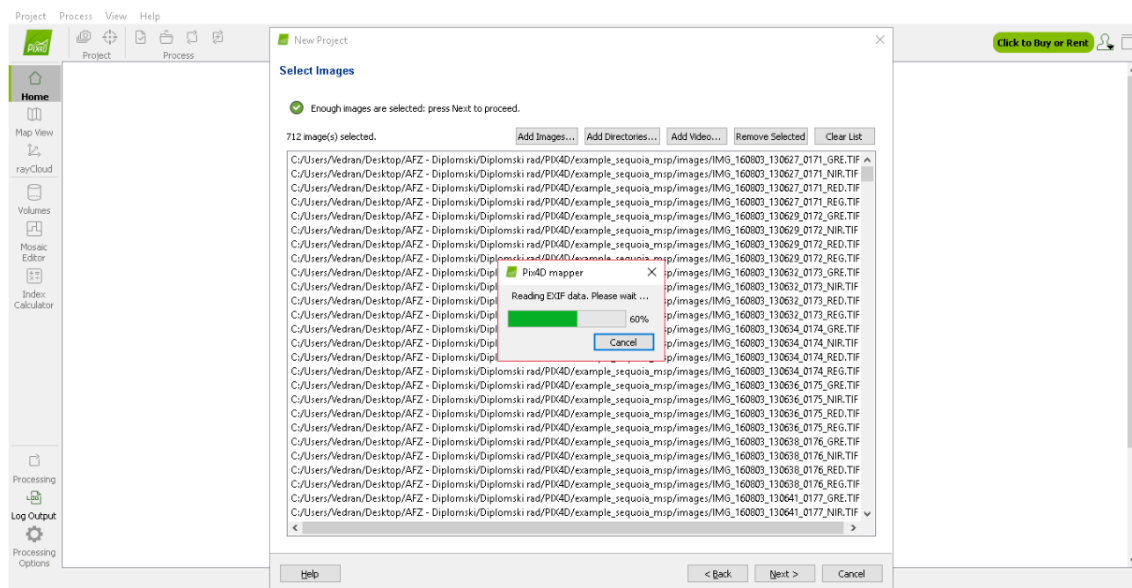 Project Process View Help
PIX4D
Project
Process
New Project
Click to Buy or Rent
Select Images
Home
Enough images are selected: press Next to proceed.
Map View
712 image(s) selected.
Add Images...
Add Directories...
Add Video...
Remove Selected
Clear List
rayCloud
Volumes
Mosaic
Editor
Index
Calculator
C:/Users/Vedran/Desktop/AFZ - Diplomski/Diplomski rad/PIX4D/example_sequoia_msp/images/IMG_160803_130627_0171_GRE.TIF
C:/Users/Vedran/Desktop/AFZ - Diplomski/Diplomski rad/PIX4D/example_sequoia_msp/images/IMG_160803_130627_0171_NIR.TIF
C:/Users/Vedran/Desktop/AFZ - Diplomski/Diplomski rad/PIX4D/example_sequoia_msp/images/IMG_160803_130627_0171_RED.TIF
C:/Users/Vedran/Desktop/AFZ - Diplomski/Diplomski rad/PIX4D/example_sequoia_msp/images/IMG_160803_130627_0171_REG.TIF
C:/Users/Vedran/Desktop/AFZ - Diplomski/Diplomski rad/PIX4D/example_sequoia_msp/images/IMG_160803_130629_0172_GRE.TIF
C:/Users/Vedran/Desktop/AFZ - Diplomski/Diplomski rad/PIX4D/example_sequoia_msp/images/IMG_160803_130629_0172_NIR.TIF
C:/Users/Vedran/Desktop/AFZ - Diplomski/Diplomski rad/PIX4D/example_sequoia_msp/images/IMG_160803_130629_0172_RED.TIF
C:/Users/Vedran/Desktop/AFZ - Diplomski/Diplomski rad/PIX4D/example_sequoia_msp/images/IMG_160803_130629_0172_REG.TIF
C:/Users/Vedran/Desktop/AFZ - Diplomski/Dipl p/images/IMG_160803_130632_0173_GRE.TIF
C:/Users/Vedran/Desktop/AFZ - Diplomski/Dipl p/images/IMG_160803_130632_0173_NIR.TIF
C:/Users/Vedran/Desktop/AFZ - Diplomski/Dipl p/images/IMG_160803_130632_0173_RED.TIF
C:/Users/Vedran/Desktop/AFZ - Diplomski/Dipl p/images/IMG_160803_130632_0173_REG.TIF
C:/Users/Vedran/Desktop/AFZ - Diplomski/Dipl p/images/IMG_160803_130634_0174_GRE.TIF
C:/Users/Vedran/Desktop/AFZ - Diplomski/Dipl p/images/IMG_160803_130634_0174_NIR.TIF
C:/Users/Vedran/Desktop/AFZ - Diplomski/Dipl p/images/IMG_160803_130634_0174_RED.TIF
C:/Users/Vedran/Desktop/AFZ - Diplomski/Diplomski rad/PIX4D/example_sequoia_msp/images/IMG_160803_130634_0174_REG.TIF
C:/Users/Vedran/Desktop/AFZ - Diplomski/Diplomski rad/PIX4D/example_sequoia_msp/images/IMG_160803_130636_0175_GRE.TIF
C:/Users/Vedran/Desktop/AFZ - Diplomski/Diplomski rad/PIX4D/example_sequoia_msp/images/IMG_160803_130636_0175_NIR.TIF
C:/Users/Vedran/Desktop/AFZ - Diplomski/Diplomski rad/PIX4D/example_sequoia_msp/images/IMG_160803_130636_0175_RED.TIF
C:/Users/Vedran/Desktop/AFZ - Diplomski/Diplomski rad/PIX4D/example_sequoia_msp/images/IMG_160803_130636_0175_REG.TIF
C:/Users/Vedran/Desktop/AFZ - Diplomski/Diplomski rad/PIX4D/example_sequoia_msp/images/IMG_160803_130638_0176_GRE.TIF
C:/Users/Vedran/Desktop/AFZ - Diplomski/Diplomski rad/PIX4D/example_sequoia_msp/images/IMG_160803_130638_0176_NIR.TIF
C:/Users/Vedran/Desktop/AFZ - Diplomski/Diplomski rad/PIX4D/example_sequoia_msp/images/IMG_160803_130638_0176_RED.TIF
C:/Users/Vedran/Desktop/AFZ - Diplomski/Diplomski rad/PIX4D/example_sequoia_msp/images/IMG_160803_130638_0176_REG.TIF
C:/Users/Vedran/Desktop/AFZ - Diplomski/Diplomski rad/PIX4D/example_sequoia_msp/images/IMG_160803_130641_0177_GRE.TIF
C:/Users/Vedran/Desktop/AFZ - Diplomski/Diplomski rad/PIX4D/example_sequoia_msp/images/IMG_160803_130641_0177_NIR.TIF
Pix4D mapper
Reading EXIF data. Please wait ...
60%
Cancel
Processing
LOG
Log Output
Processing
Options
Help
< Back
Next >
Cancel